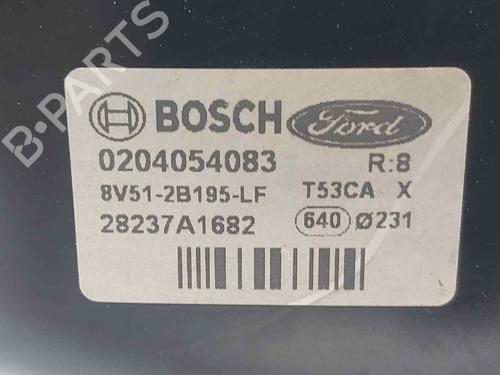 B-PARTS
BOSCH Ford
0204054083 R:8
8V51-2B195-LF T53CA X
28237A1682 640 ø231